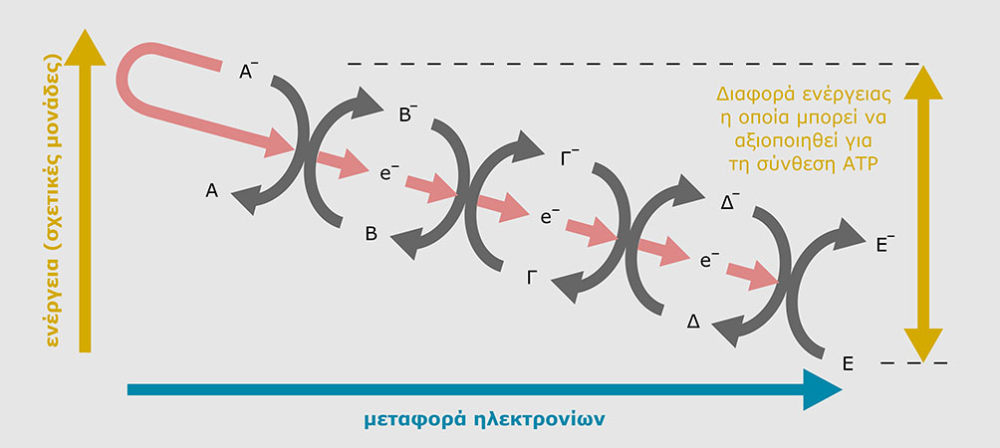 ενέργεια (σχετικές μονάδες)
Α⁻
Β⁻
Γ⁻
Δ⁻
Ε⁻
e⁻
e⁻
e⁻
Α
Β
Γ
Δ
Ε
Διαφορά ενέργειας
η οποία μπορεί να
αξιοποιηθεί για
τη σύνθεση ATP
μεταφορά ηλεκτρονίων